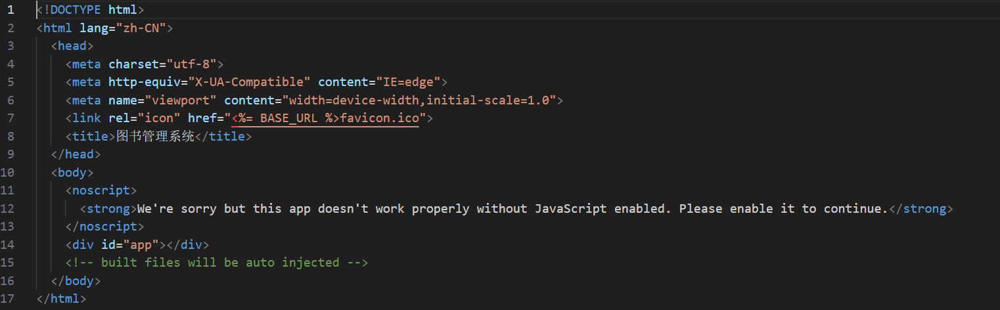 1 <!DOCTYPE html>
2 <html lang="zh-CN">
3 <head>
4 <meta charset="utf-8">
5 <meta http-equiv="X-UA-Compatible" content="IE=edge">
6 <meta name="viewport" content="width=device-width,initial-scale=1.0">
7 <link rel="icon" href="<%= BASE_URL %>favicon.ico">
8 <title>图书管理系统</title>
9 </head>
10 <body>
11 <noscript>
12 <strong>We're sorry but this app doesn't work properly without JavaScript enabled. Please enable it to continue.</strong>
13 </noscript>
14 <div id="app"></div>
15 <!-- built files will be auto injected -->
16 </body>
17 </html>